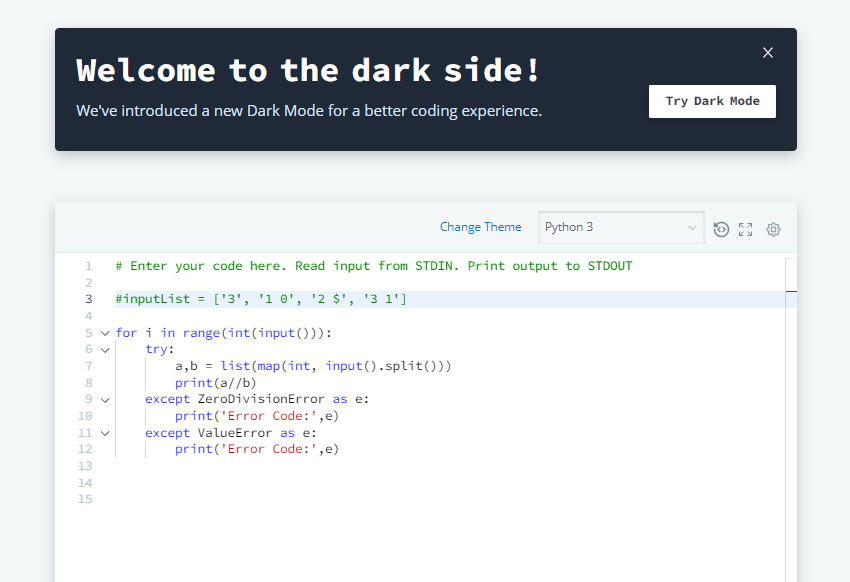 Welcome to the dark side!
We've introduced a new Dark Mode for a better coding experience.
Try Dark Mode
Change Theme
Python 3
1 # Enter your code here. Read input from STDIN. Print output to STDOUT
2
3 #inputList = ['3', '1 0', '2 $', '3 1']
4
5 for i in range(int(input())):
6     try:
7         a,b = list(map(int, input().split()))
8         print(a//b)
9     except ZeroDivisionError as e:
10         print('Error Code:',e)
11     except ValueError as e:
12         print('Error Code:',e)
13
14
15